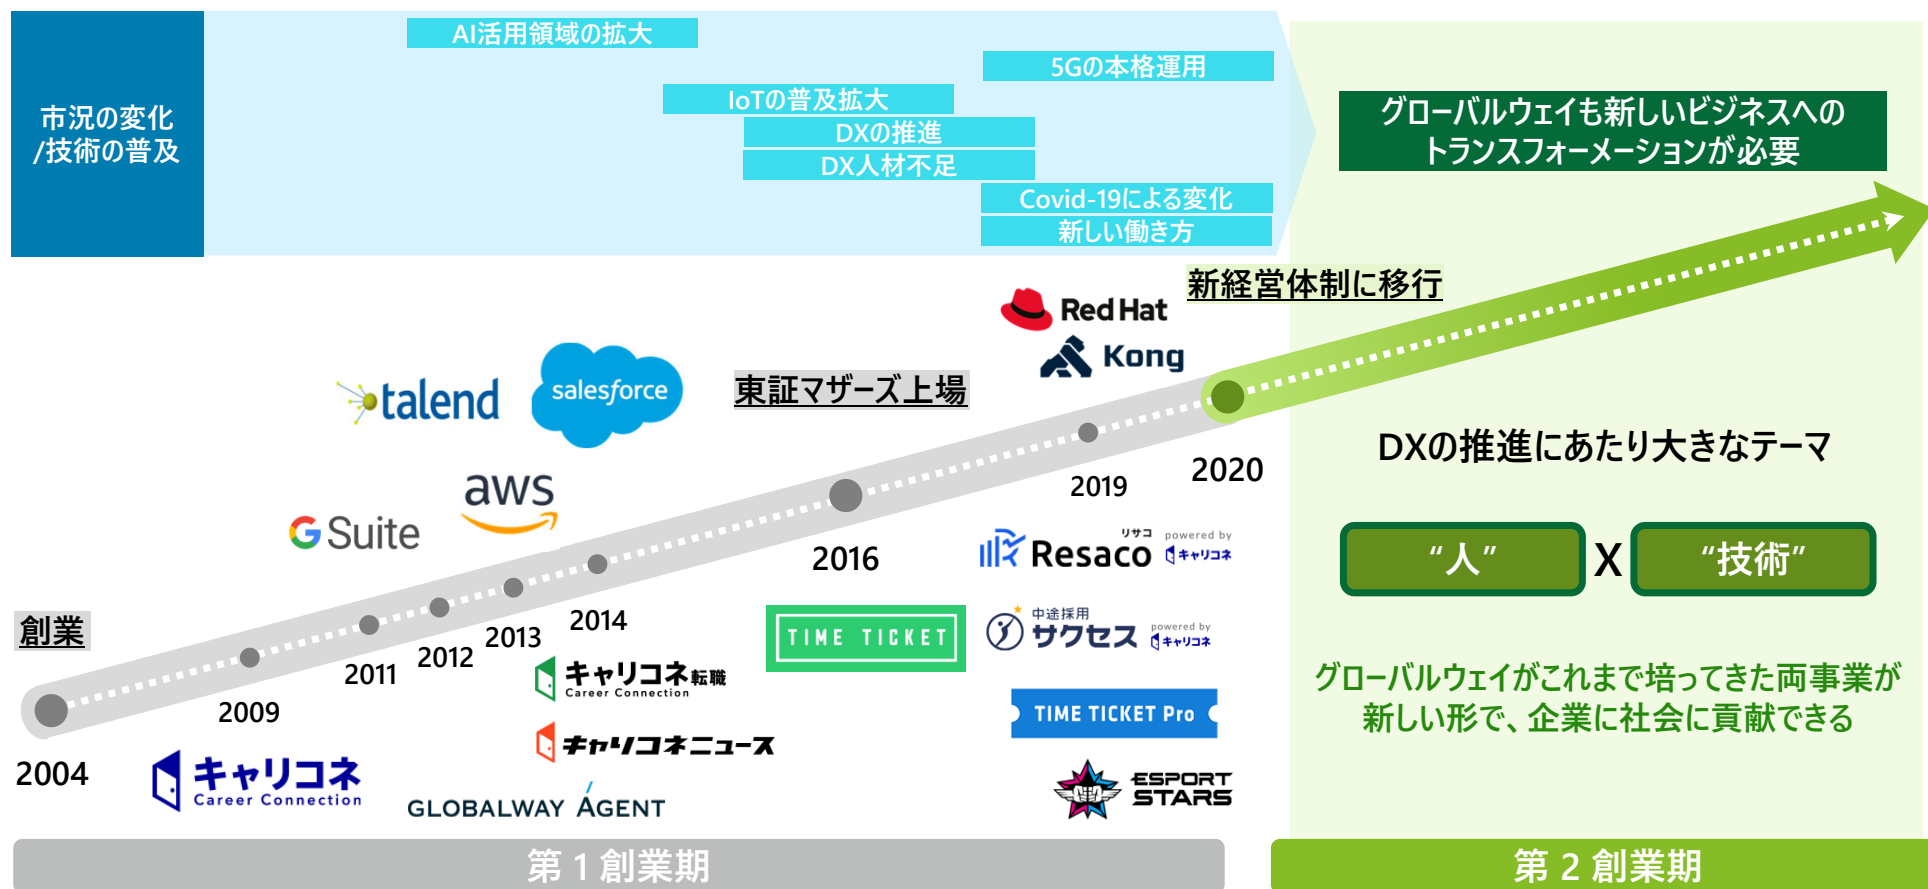 市況の変化
/技術の普及
AI活用領域の拡大
5Gの本格運用
IoTの普及拡大
DXの推進
DX人材不足
Covid-19による変化
新しい働き方
グローバルウェイも新しいビジネスへの
トランスフォーメーションが必要
新経営体制に移行
Red Hat
Kong
talend
salesforce
東証マザーズ上場
aws
G Suite
創業
2004
2009
2011
2012
2013
2014
2016
2019
2020
キャリコネ
Career Connection
キャリコネ転職
Career Connection
キャリコネニュース
GLOBALWAY AGENT
TIME TICKET
リサコ
Resaco
powered by
キャリコネ
中途採用
サクセス
powered by
キャリコネ
TIME TICKET Pro
ESPORT
STARS
DXの推進にあたり大きなテーマ
“人” X “技術”
グローバルウェイがこれまで培ってきた両事業が
新しい形で、企業に社会に貢献できる
第 1 創業期
第 2 創業期